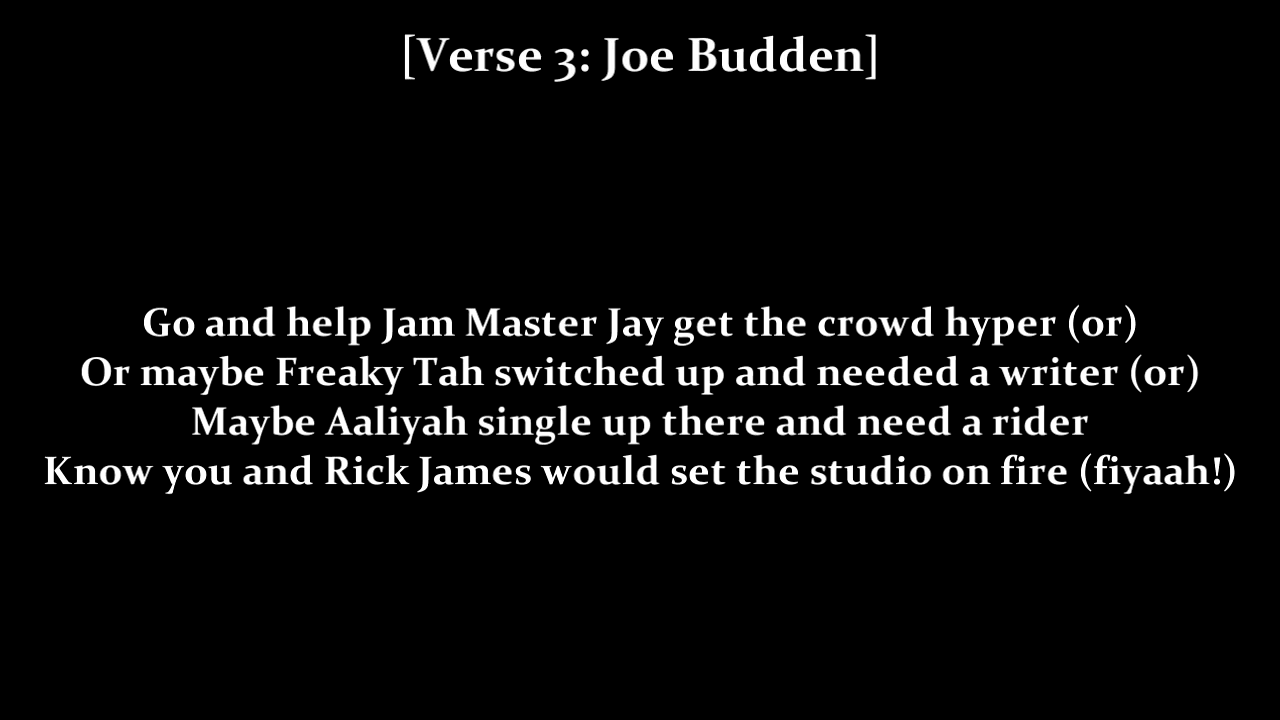 [Verse 3: Joe Budden]
Go and help Jam Master Jay get the crowd hyper (or)
Or maybe Freaky Tah switched up and needed a writer (or)
Maybe Aaliyah single up there and need a rider
Know you and Rick James would set the studio on fire (fiyaah!)